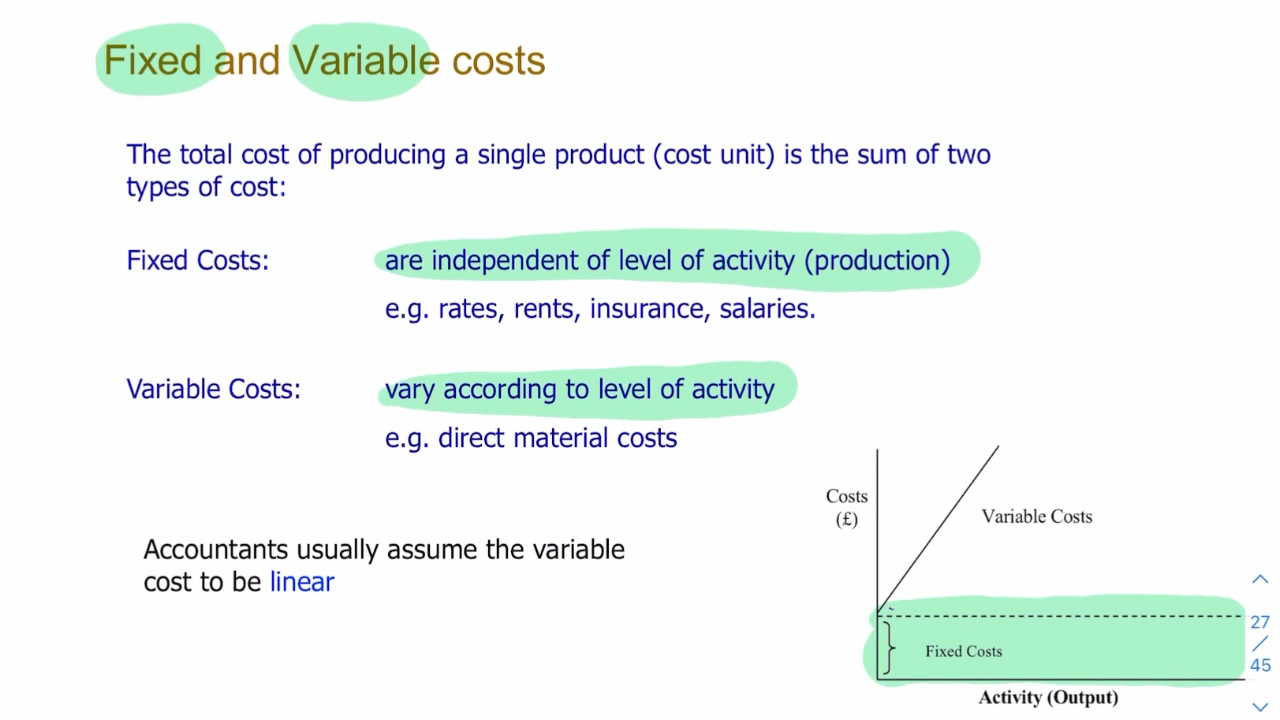 Fixed and Variable costs
The total cost of producing a single product (cost unit) is the sum of two
types of cost:
Fixed Costs: are independent of level of activity (production)
e.g. rates, rents, insurance, salaries.
Variable Costs: vary according to level of activity
e.g. direct material costs
Accountants usually assume the variable
cost to be linear
Costs
(£)
Variable Costs
Fixed Costs
Activity (Output)
27
/
45